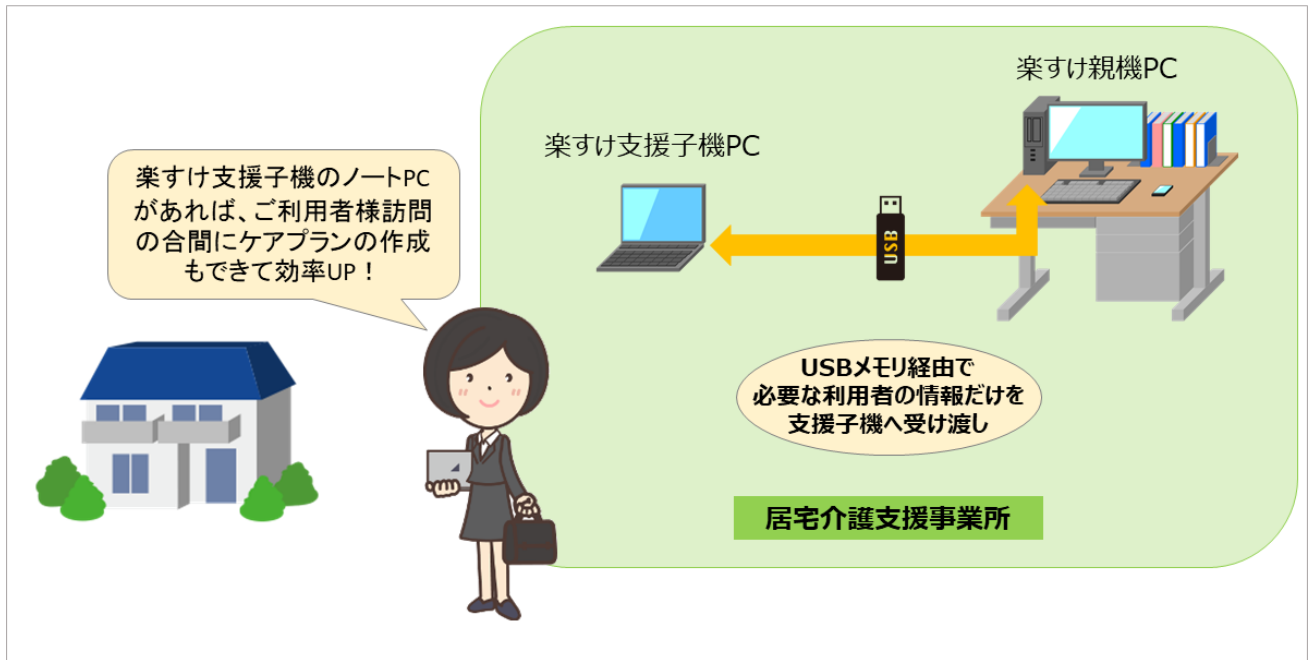 楽すけ親機PC
楽すけ支援子機PC
楽すけ支援子機のノートPC
があれば、ご利用者様訪問
の合間にケアプランの作成
もできて効率UP！
USB
USBメモリ経由で
必要な利用者の情報だけを
支援子機へ受け渡し
居宅介護支援事業所